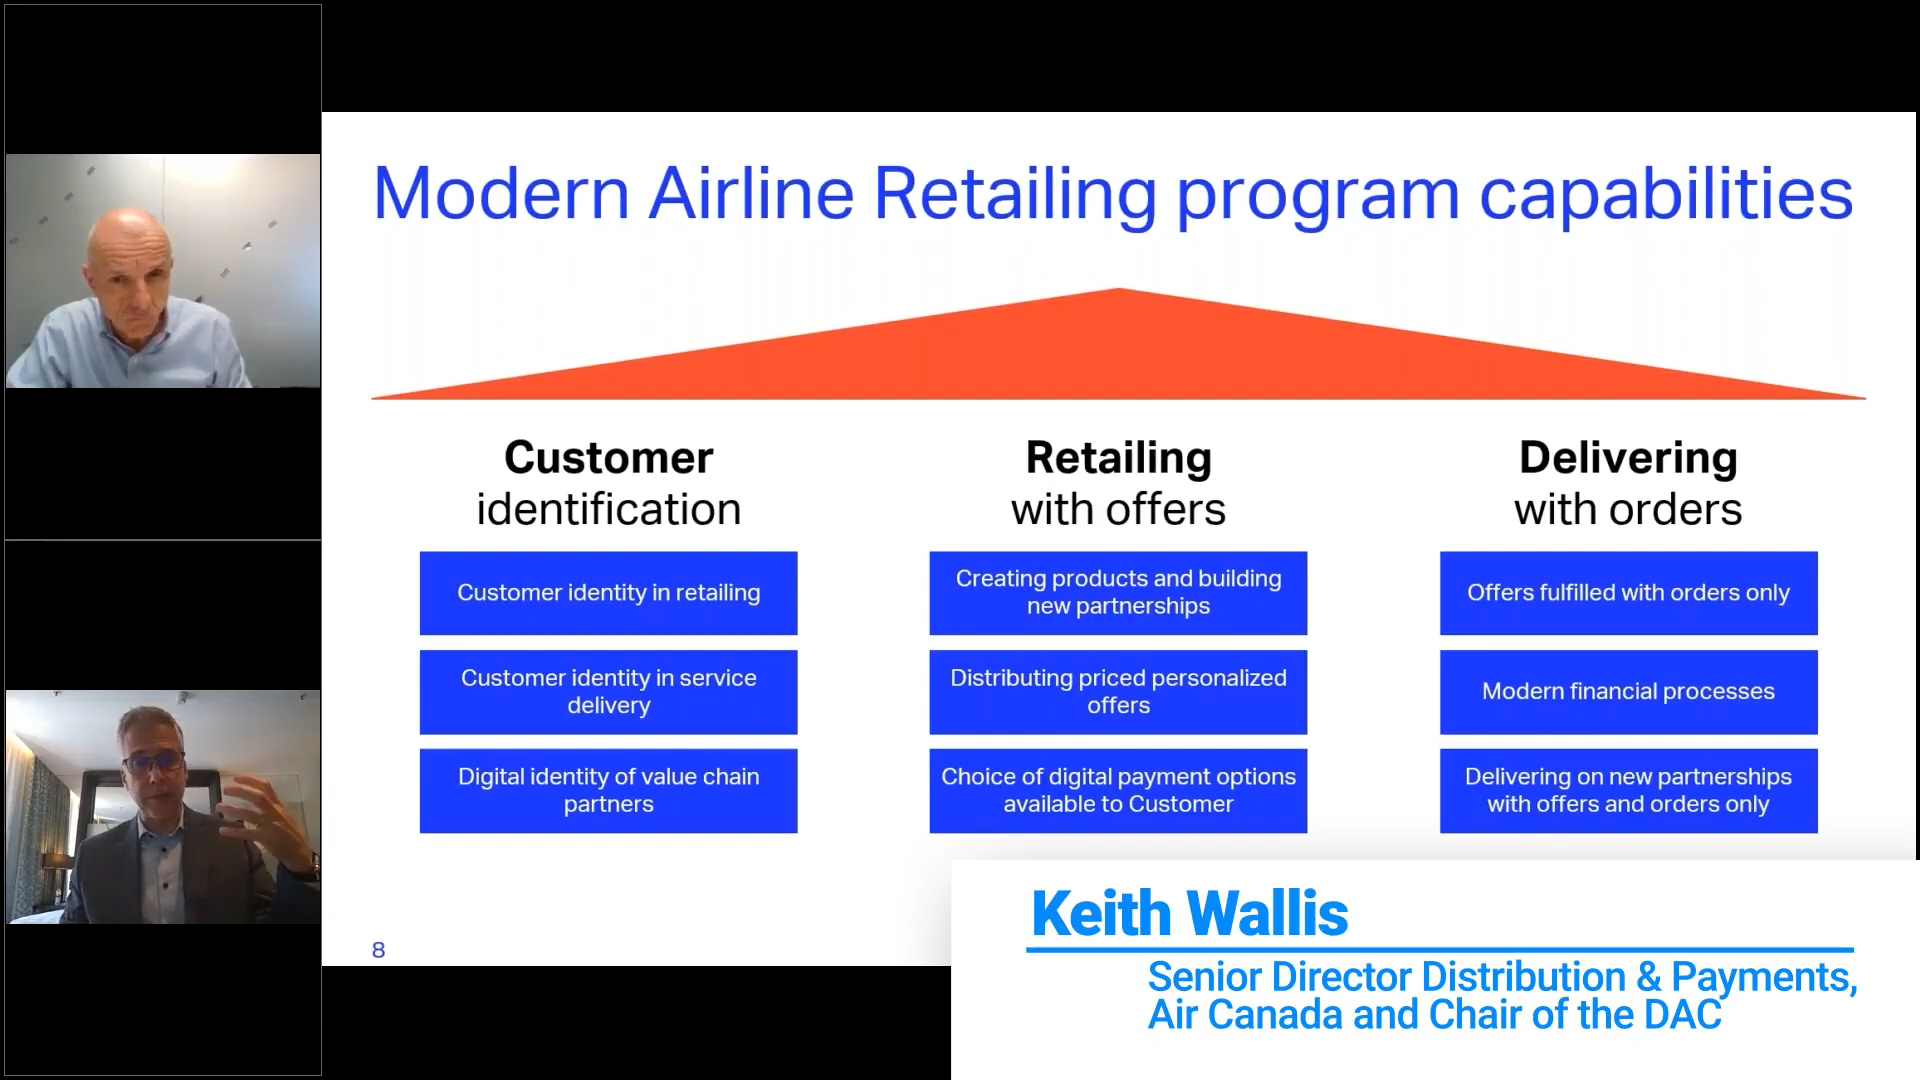 Modern Airline Retailing program capabilities
Customer
identification
Customer identity in retailing
Customer identity in service
delivery
Digital identity of value chain
partners
Retailing
with offers
Creating products and building
new partnerships
Distributing priced personalized
offers
Choice of digital payment options
available to Customer
Delivering
with orders
Offers fulfilled with orders only
Modern financial processes
Delivering on new partnerships
with offers and orders only
8
Keith Wallis
Senior Director Distribution & Payments,
Air Canada and Chair of the DAC